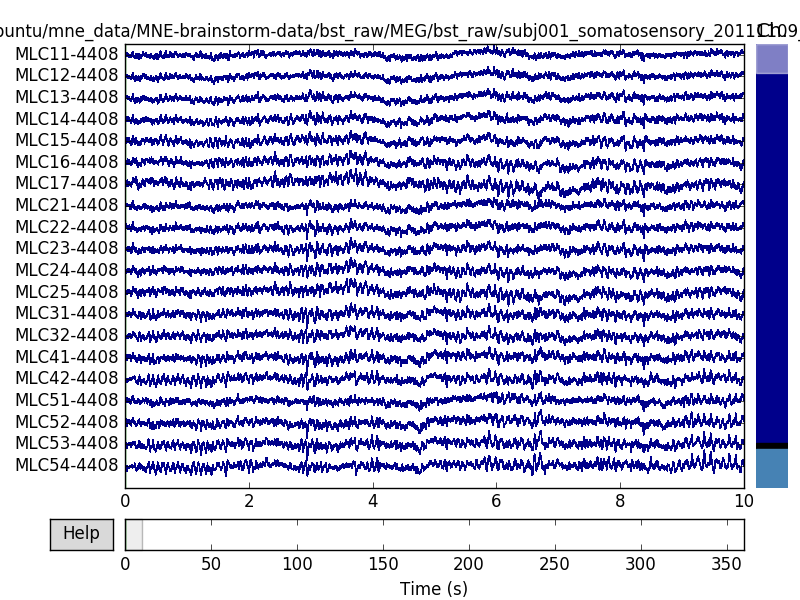 buntu/mne_data/MNE-brainstorm-data/bst_raw/MEG/bst_raw/subj001_somatosensory_20111109_
MLC11-4408
MLC12-4408
MLC13-4408
MLC14-4408
MLC15-4408
MLC16-4408
MLC17-4408
MLC21-4408
MLC22-4408
MLC23-4408
MLC24-4408
MLC25-4408
MLC31-4408
MLC32-4408
MLC41-4408
MLC42-4408
MLC51-4408
MLC52-4408
MLC53-4408
MLC54-4408
0 2 4 6 8 10
Help
0 50 100 150 200 250 300 350
Time (s)